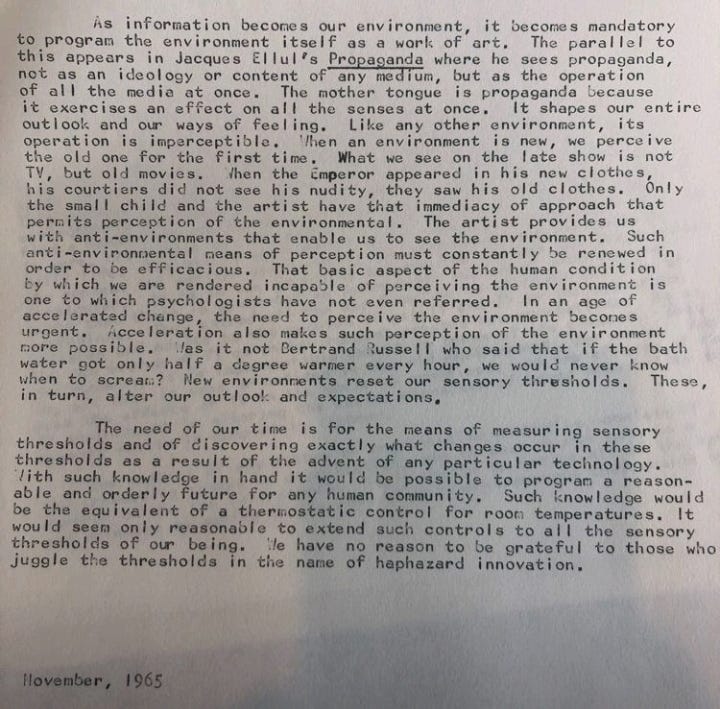 As information becomes our environment, it becomes mandatory
to program the environment itself as a work of art. The parallel to
this appears in Jacques Ellul's Propaganda where he sees propaganda,
not as an ideology or content of any medium, but as the operation
of all the media at once. The mother tongue is propaganda because
it exercises an effect on all the senses at once. It shapes our entire
outlook and our ways of feeling. Like any other environment, its
operation is imperceptible. When an environment is new, we perceive
the old one for the first time. What we see on the late show is not
TV, but old movies. When the Emperor appeared in his new clothes,
his courtiers did not see his nudity, they saw his old clothes. Only
the small child and the artist have that immediacy of approach that
permits perception of the environmental. The artist provides us
with anti-environments that enable us to see the environment. Such
anti-environmental means of perception must constantly be renewed in
order to be efficacious. That basic aspect of the human condition
by which we are rendered incapable of perceiving the environment is
one to which psychologists have not even referred. In an age of
accelerated change, the need to perceive the environment becomes
urgent. Acceleration also makes such perception of the environment
more possible. Was it not Bertrand Russell who said that if the bath
water got only half a degree warmer every hour, we would never know
when to scream? New environments reset our sensory thresholds. These,
in turn, alter our outlook and expectations.
The need of our time is for the means of measuring sensory
thresholds and of discovering exactly what changes occur in these
thresholds as a result of the advent of any particular technology.
With such knowledge in hand it would be possible to program a reason-
able and orderly future for any human community. Such knowledge would
be the equivalent of a thermostatic control for room temperatures. It
would seem only reasonable to extend such controls to all the sensory
thresholds of our being. We have no reason to be grateful to those who
juggle the thresholds in the name of haphazard innovation.
November, 1965